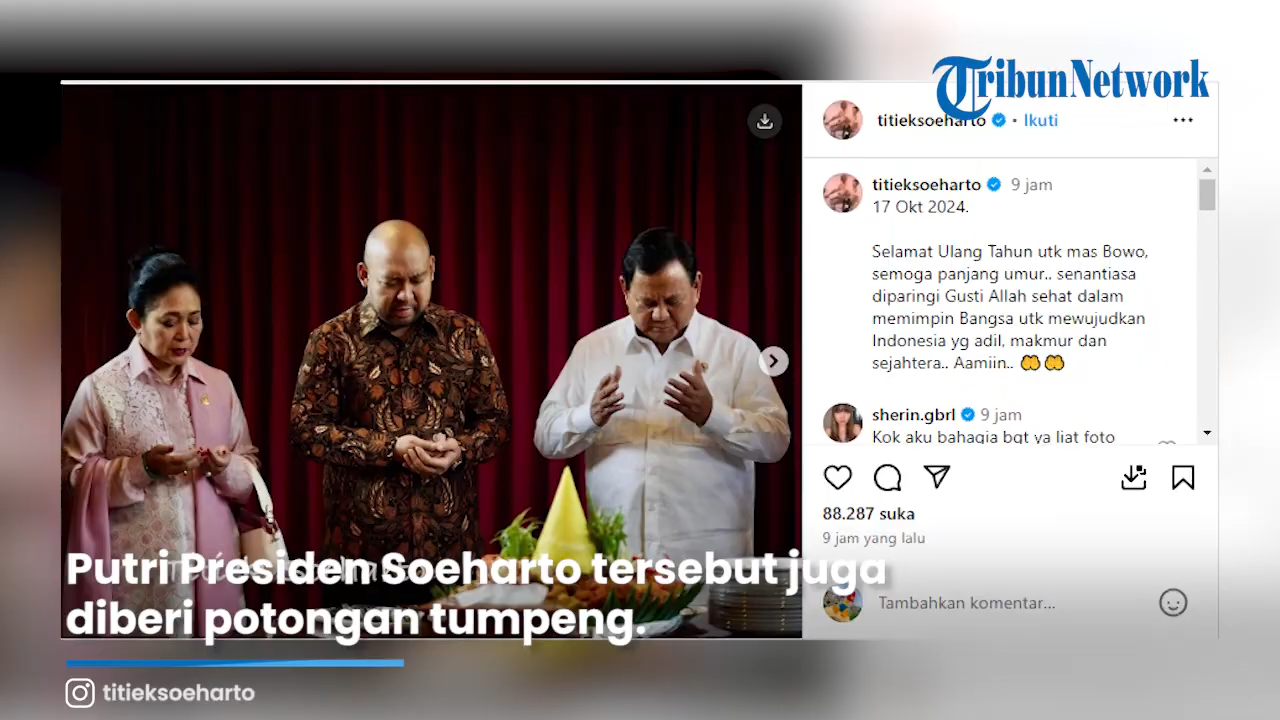 TribunNetwork
titieksoeharto • Ikuti
titieksoeharto 9 jam
17 Okt 2024.
Selamat Ulang Tahun utk mas Bowo,
semoga panjang umur.. senantiasa
diparingi Gusti Allah sehat dalam
memimpin Bangsa utk mewujudkan
Indonesia yg adil, makmur dan
sejahtera.. Aamiin.. 🤲🤲
sherin.gbrl 9 jam
Kok aku bahagia bgt ya liat foto
88.287 suka
9 jam yang lalu
Tambahkan komentar...
Putri Presiden Soeharto tersebut juga
diberi potongan tumpeng.
titieksoeharto